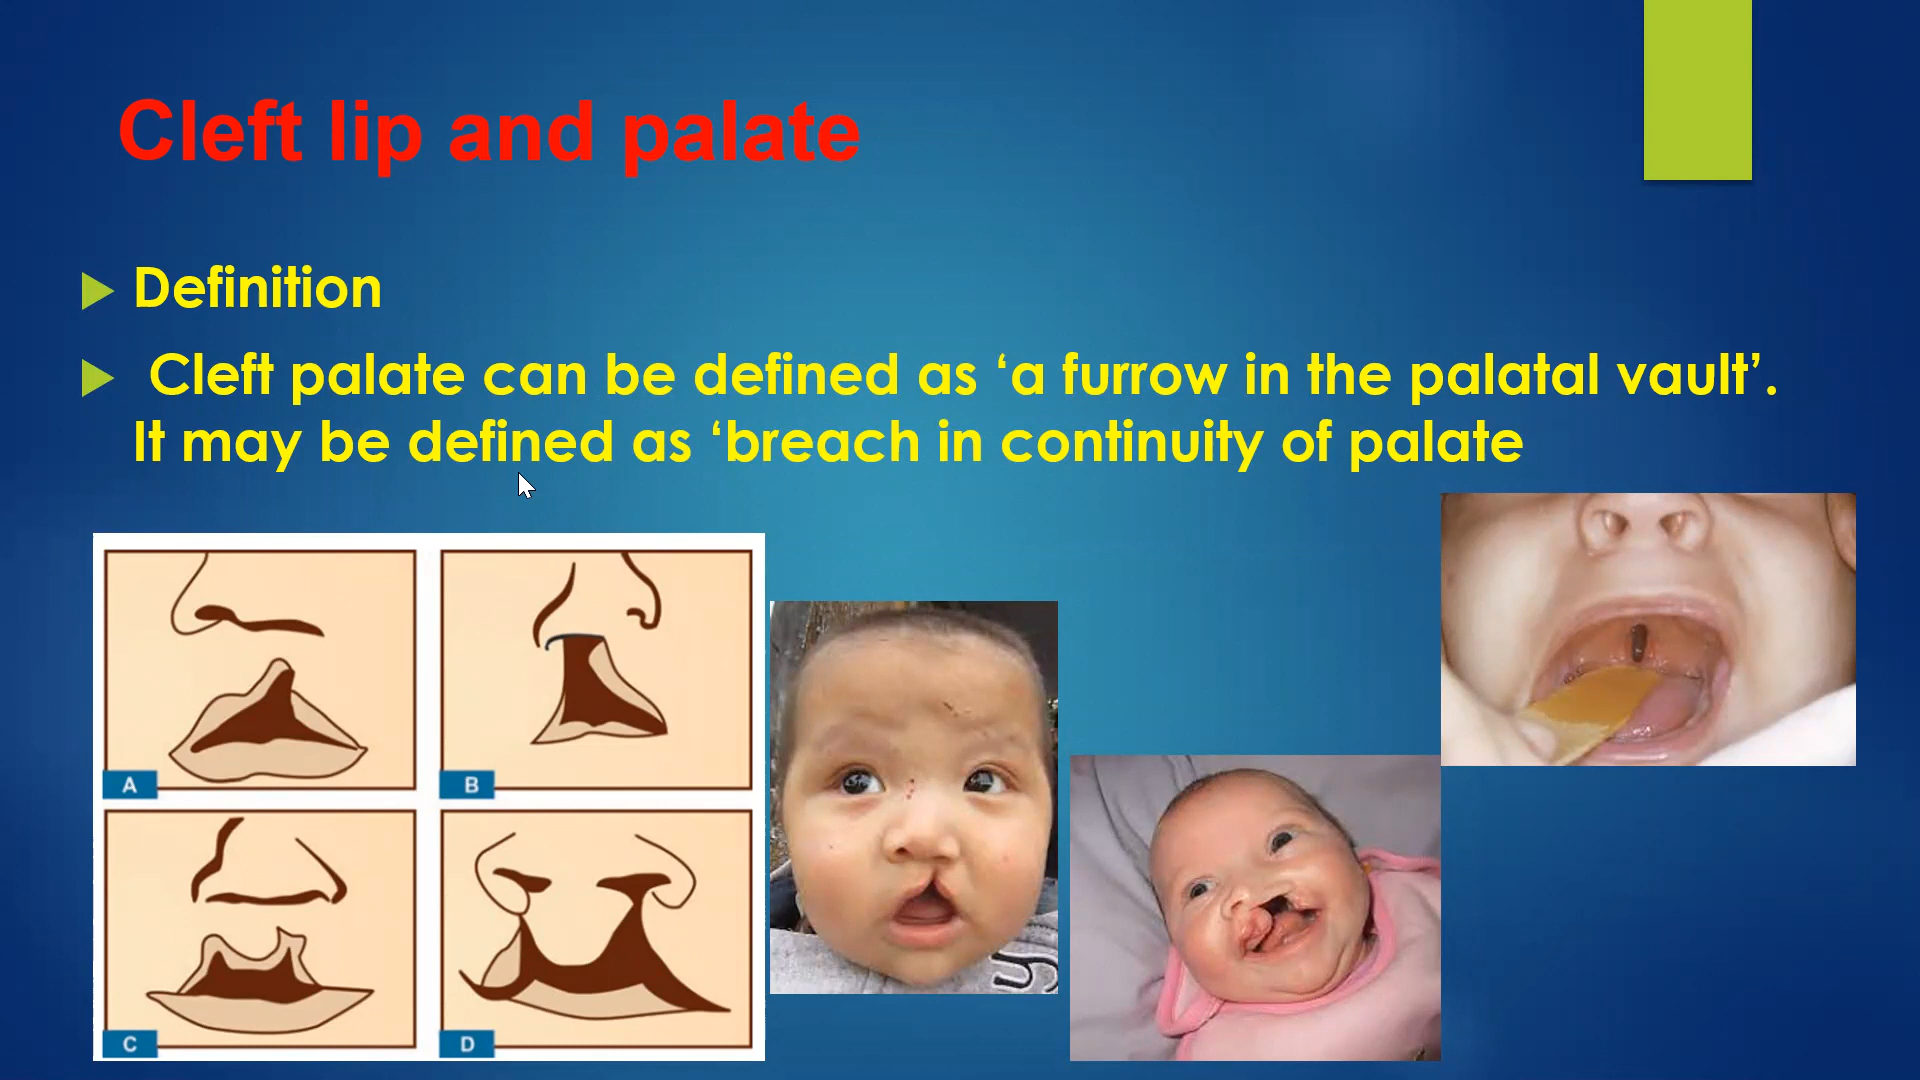 Cleft lip and palate
Definition
Cleft palate can be defined as ‘a furrow in the palatal vault’.
It may be defined as ‘breach in continuity of palate
A
B
C
D